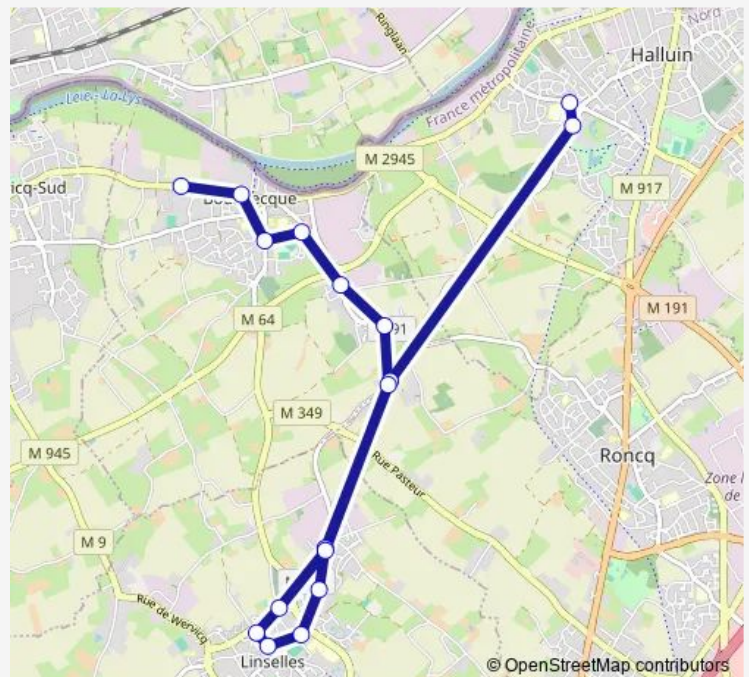 Ringlaan
Nord
Halluin
France métropolitaine
Leie - La Lys
M 2945
icq-Sud
M 917
M 191
M 64
M 349
Rue Pasteur
M 945
Roncq
Zone
de
M 9
Rue de Wervicq
Linselles
© OpenStreetMap contributors